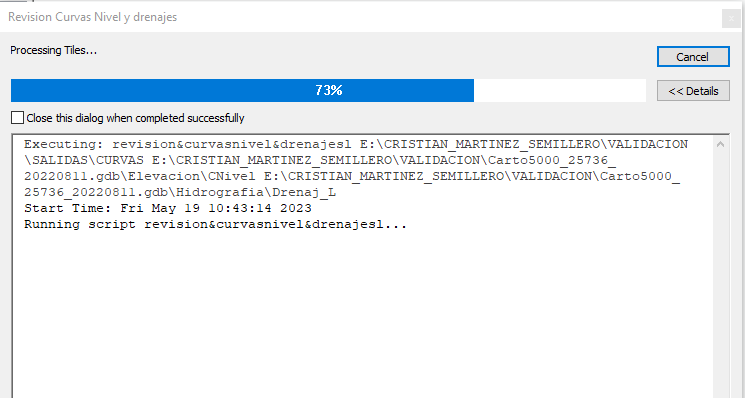 Revision Curvas Nivel y drenajes
Processing Tiles...
Cancel
73%
<< Details
Close this dialog when completed successfully
Executing: revision&curvasnivel&drenajesl E:\CRISTIAN_MARTINEZ_SEMILLERO\VALIDACION
\SALIDAS\CURVAS E:\CRISTIAN_MARTINEZ_SEMILLERO\VALIDACION\Carto5000_25736_
20220811.gdb\Elevacion\CNivel E:\CRISTIAN_MARTINEZ_SEMILLERO\VALIDACION\Carto5000_
25736_20220811.gdb\Hidrografia\Drenaj_L
Start Time: Fri May 19 10:43:14 2023
Running script revision&curvasnivel&drenajesl...